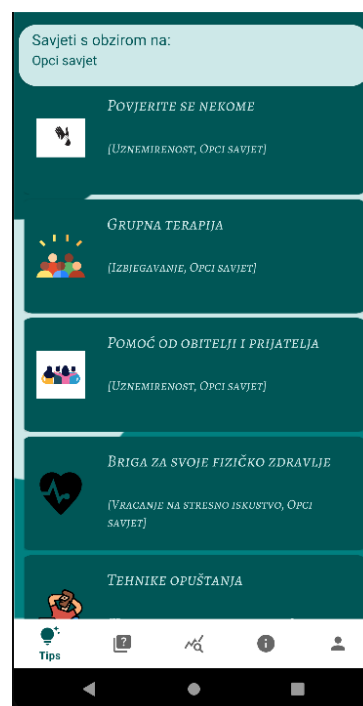 Savjeti s obzirom na:
Opci savjet
Povjerite se nekome
[Uznemirenost, Opci savjet]
Grupna terapija
[Izbjegavanje, Opci savjet]
Pomoć od obitelji i prijatelja
[Uznemirenost, Opci savjet]
Briga za svoje fizičko zdravlje
[Vracanje na stresno iskustvo, Opci
savjet]
Tehnike opuštanja
Tips